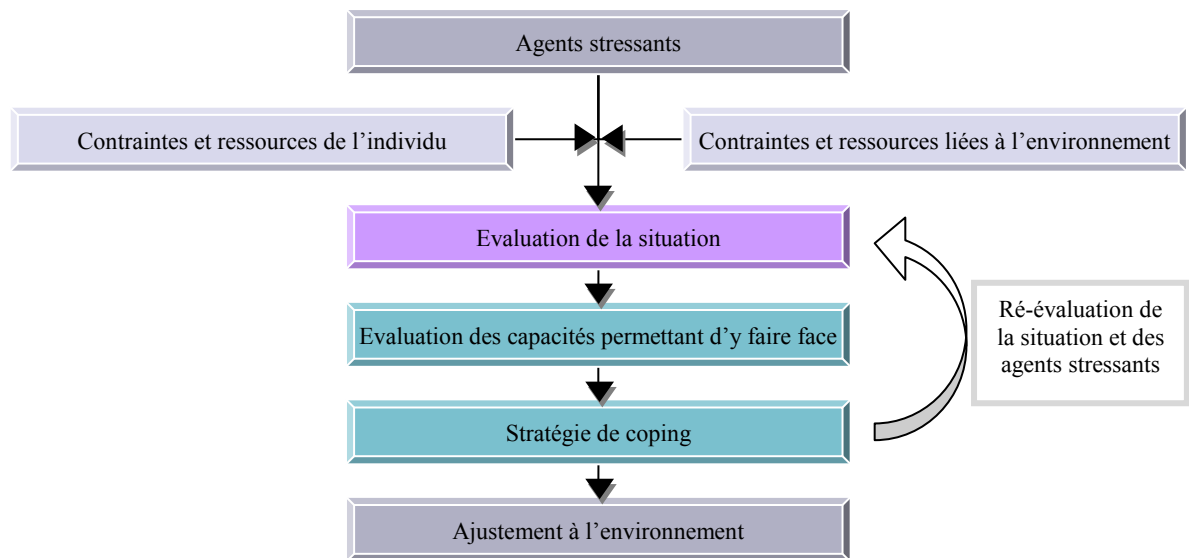 Agents stressants
Contraintes et ressources de l’individu
Contraintes et ressources liées à l’environnement
Evaluation de la situation
Evaluation des capacités permettant d’y faire face
Ré-évaluation de
la situation et des
agents stressants
Stratégie de coping
Ajustement à l’environnement